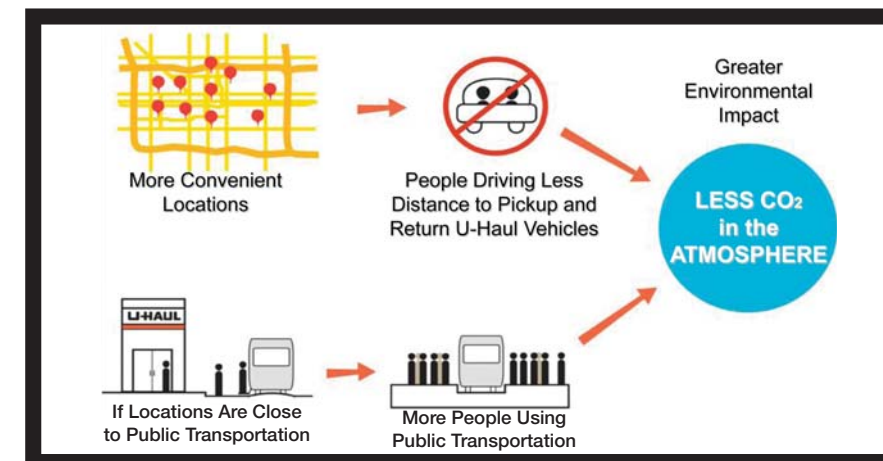 More Convenient
Locations
People Driving Less
Distance to Pickup and
Return U-Haul Vehicles
Greater
Environmental
Impact
LESS CO₂
in the
ATMOSPHERE
U-HAUL
If Locations Are Close
to Public Transportation
More People Using
Public Transportation